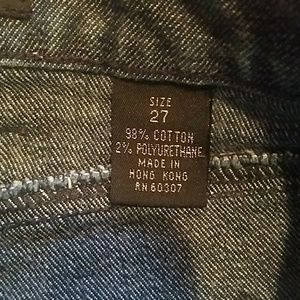 SIZE
27
98% COTTON
2% POLYURETHANE
MADE IN
HONG KONG
RN 60307